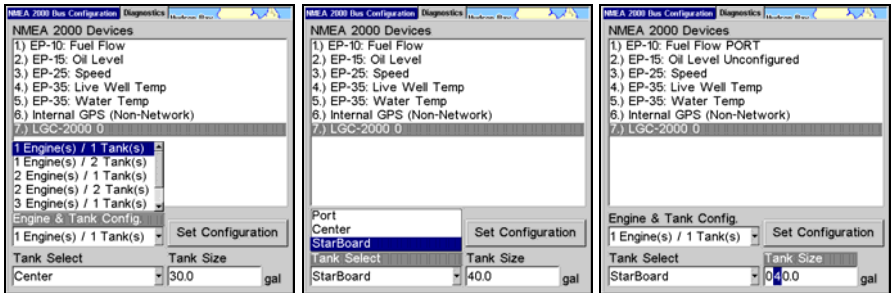 NMEA 2000 Bus Configuration Diagnostics
NMEA 2000 Devices
1.) EP-10: Fuel Flow
2.) EP-15: Oil Level
3.) EP-25: Speed
4.) EP-35: Live Well Temp
5.) EP-35: Water Temp
6.) Internal GPS (Non-Network)
7.) LGC-2000 0
1 Engine(s) / 1 Tank(s)
1 Engine(s) / 2 Tank(s)
2 Engine(s) / 1 Tank(s)
2 Engine(s) / 2 Tank(s)
3 Engine(s) / 1 Tank(s)
Engine & Tank Config.
1 Engine(s) / 1 Tank(s) Set Configuration
Tank Select Tank Size
Center 30.0 gal
NMEA 2000 Bus Configuration Diagnostics
NMEA 2000 Devices
1.) EP-10: Fuel Flow
2.) EP-15: Oil Level
3.) EP-25: Speed
4.) EP-35: Live Well Temp
5.) EP-35: Water Temp
6.) Internal GPS (Non-Network)
7.) LGC-2000 0
Port
Center
StarBoard Set Configuration
Tank Select Tank Size
StarBoard 40.0 gal
NMEA 2000 Bus Configuration Diagnostics
NMEA 2000 Devices
1.) EP-10: Fuel Flow PORT
2.) EP-15: Oil Level Unconfigured
3.) EP-25: Speed
4.) EP-35: Live Well Temp
5.) EP-35: Water Temp
6.) Internal GPS (Non-Network)
7.) LGC-2000 0
Engine & Tank Config.
1 Engine(s) / 1 Tank(s) Set Configuration
Tank Select Tank Size
StarBoard 040.0 gal